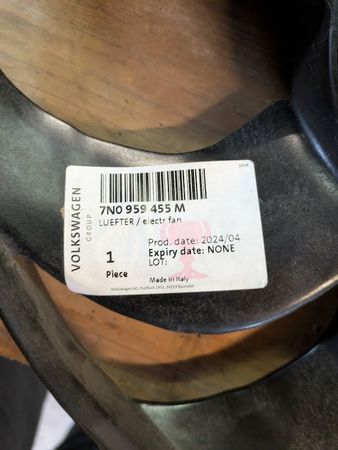 VOLKSWAGEN
GROUP
7N0 959 455 M
LUEFTER / electr fan
Prod. date: 2024/04
Expiry date: NONE
LOT:
1
Piece
Made in Italy